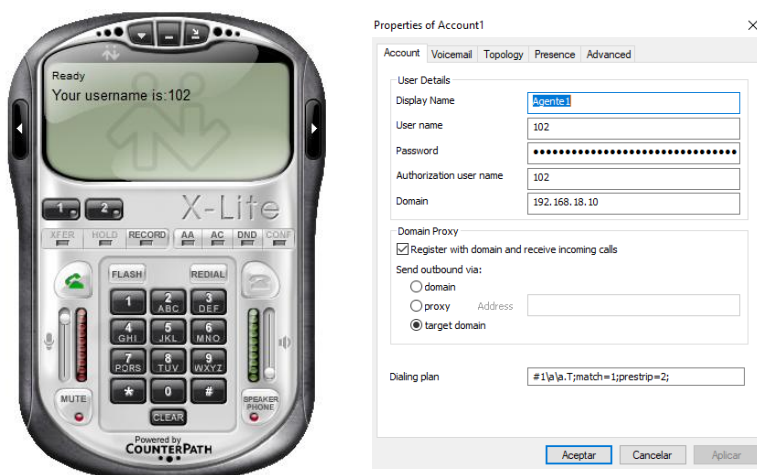 Ready
Your username is:102
1
2
X-Lite
XFER HOLD RECORD AA AC DND CONF
FLASH REDIAL
1 2 ABC 3 DEF
4 GHI 5 JKL 6 MNO
7 PQRS 8 TUV 9 WXYZ
* 0 #
MUTE
SPEAKER PHONE
CLEAR
Powered by
COUNTERPATH
Properties of Account1
Account Voicemail Topology Presence Advanced
User Details
Display Name Agente1
User name 102
Password ●●●●●●●●●●●●●●●●●●●●●●●●●●●●●●●●
Authorization user name 102
Domain 192.168.18.10
Domain Proxy
Register with domain and receive incoming calls
Send outbound via:
domain
proxy Address
target domain
Dialing plan #1\a\a.T;match=1;prestrip=2;
Aceptar Cancelar Aplicar